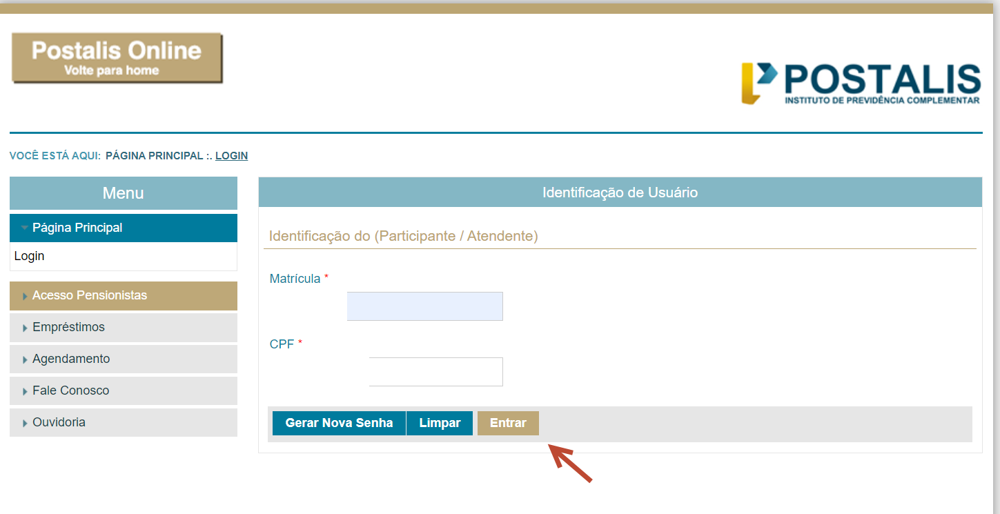 Postalis Online
Volte para home
POSTALIS
INSTITUTO DE PREVIDÊNCIA COMPLEMENTAR
VOCÊ ESTÁ AQUI: PÁGINA PRINCIPAL :. LOGIN
Menu
Página Principal
Login
Acesso Pensionistas
Empréstimos
Agendamento
Fale Conosco
Ouvidoria
Identificação de Usuário
Identificação do (Participante / Atendente)
Matrícula *
CPF *
Gerar Nova Senha Limpar Entrar